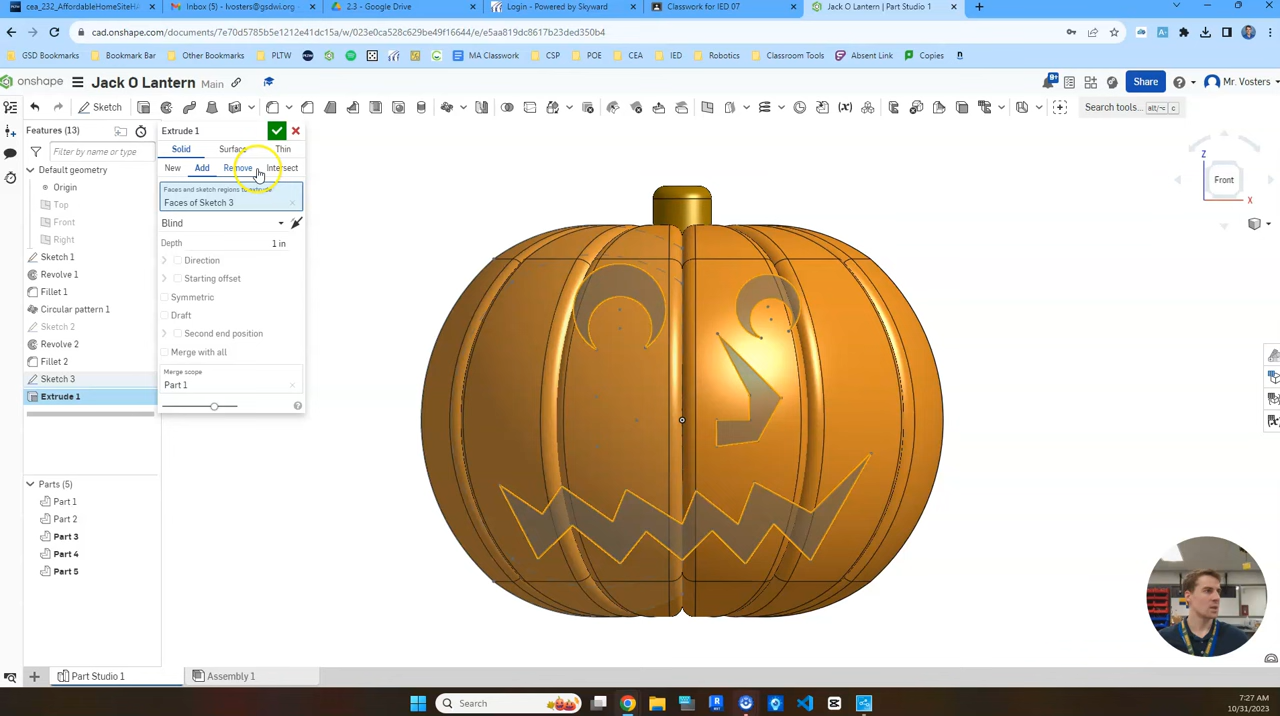 cea_232_AffordableHomeSiteHA
Inbox (5) - lvosters@gsdwi.org
2.3 - Google Drive
Login - Powered by Skyward
Classwork for IED 07
Jack O Lantern | Part Studio 1
cad.onshape.com/documents/7e70d5785b5e1212e41dc15a/w/023e0ca528c629be49f16644/e/e5aa819dc8617b23ded350b4
GSD Bookmarks
Bookmark Bar
Distribution Groups
PLTW
MA Classwork
CSP
POE
CEA
IED
Robotics
Classroom Tools
Absent Link
Copies
onshape
Jack O Lantern
Main
9+
Share
Mr. Vosters
Sketch
Search tools...
alt/⌥
c
Features (13)
Filter by name or type
Default geometry
Origin
Top
Front
Right
Sketch 1
Revolve 1
Fillet 1
Circular pattern 1
Sketch 2
Revolve 2
Fillet 2
Sketch 3
Extrude 1
Parts (5)
Part 1
Part 2
Part 3
Part 4
Part 5
Extrude 1
Solid
Surface
Thin
New
Add
Remove
Intersect
Faces and sketch regions to extrude
Faces of Sketch 3
Blind
Depth
1 in
Direction
Starting offset
Symmetric
Draft
Second end position
Merge with all
Merge scope
Part 1
Z
Front
X
Part Studio 1
Assembly 1
Search
7:27 AM
10/31/2023